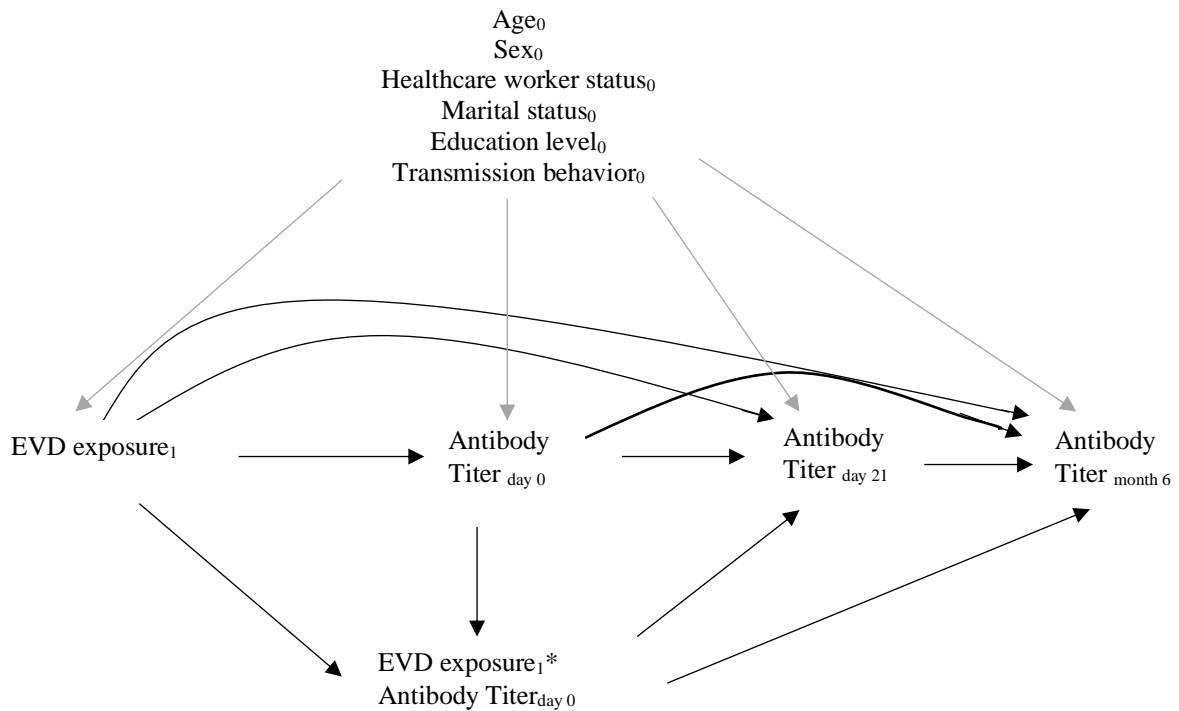 Age₀
Sex₀
Healthcare worker status₀
Marital status₀
Education level₀
Transmission behavior₀
EVD exposure₁
Antibody
Titer day 0
Antibody
Titer day 21
Antibody
Titer month 6
EVD exposure₁*
Antibody Titerday 0